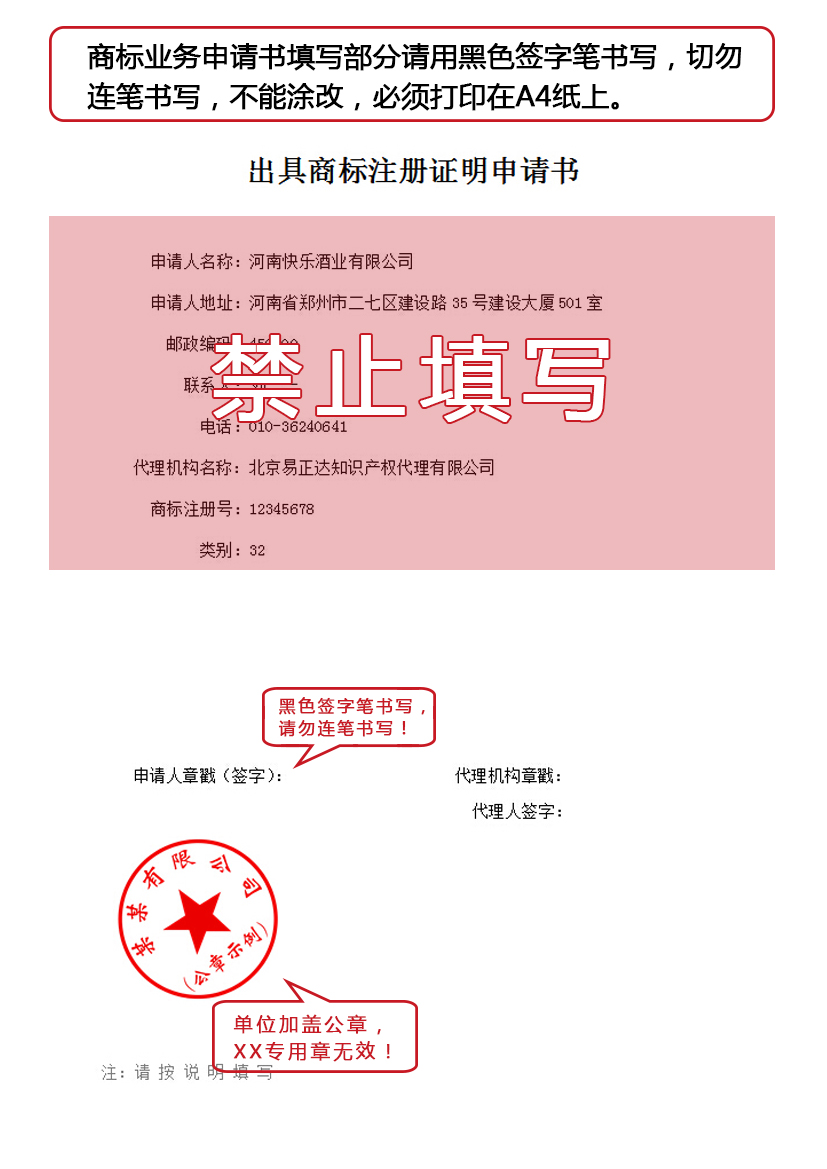 商标业务申请书填写部分请用黑色签字笔书写，切勿
连笔书写，不能涂改，必须打印在A4纸上。
出具商标注册证明申请书
申请人名称：河南快乐酒业有限公司
申请人地址：河南省郑州市二七区建设路 35 号建设大厦 501 室
邮政编码
禁止填写
联系人：
电话：010-36240641
代理机构名称：北京易正达知识产权代理有限公司
商标注册号：12345678
类别：32
黑色签字笔书写，
请勿连笔书写！
申请人章戳（签字）：
代理机构章戳：
代理人签字：
某某有限公司
（公章示例）
单位加盖公章，
XX专用章无效！
注：请 按 说 明 填 写